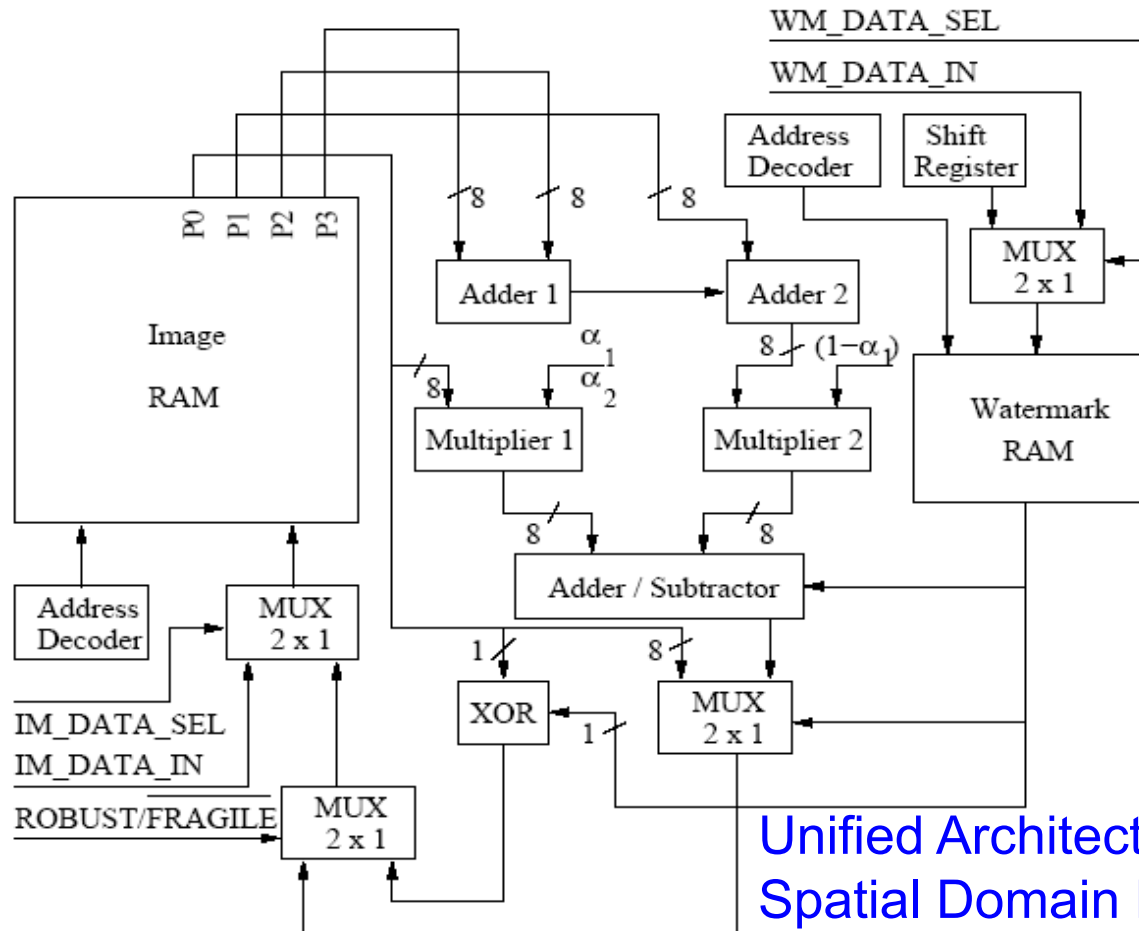 WM_DATA_SEL
WM_DATA_IN
Address
Decoder
Shift
Register
P0
P1
P2
P3
8
8
8
MUX
2 x 1
Adder 1
Adder 2
Image
RAM
α1
α2
8
8
(1−α1)
Watermark
RAM
Multiplier 1
Multiplier 2
8
8
Adder / Subtractor
Address
Decoder
MUX
2 x 1
1
8
XOR
1
MUX
2 x 1
IM_DATA_SEL
IM_DATA_IN
ROBUST/FRAGILE
MUX
2 x 1
Unified Architect
Spatial Domain